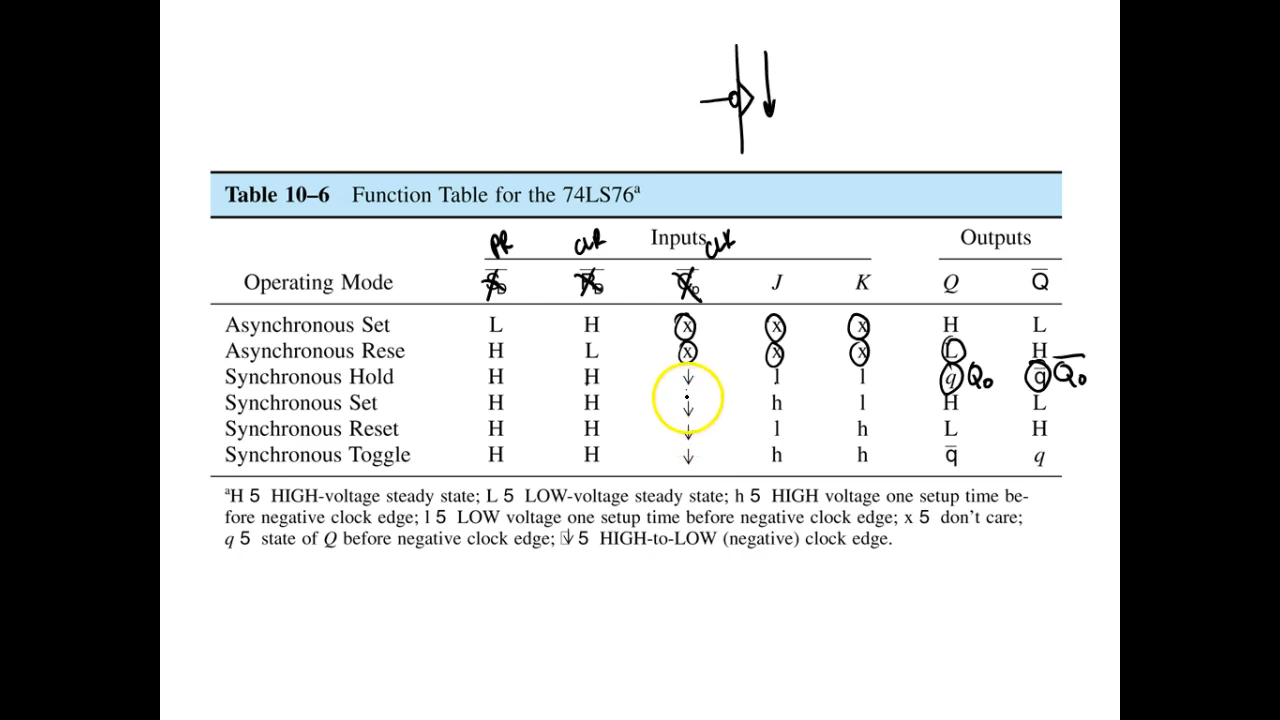 Table 10–6 Function Table for the 74LS76a
PR CLR Inputs CLK Outputs
Operating Mode S̅D R̅D C̅p J K Q Q̅
Asynchronous Set L H x x x H L
Asynchronous Rese H L x x x L H
Synchronous Hold H H ↓ l l q Q₀ q̅ Q̅₀
Synchronous Set H H ↓ h l H L
Synchronous Reset H H ↓ l h L H
Synchronous Toggle H H ↓ h h q̅ q
aH 5 HIGH-voltage steady state; L 5 LOW-voltage steady state; h 5 HIGH voltage one setup time be-
fore negative clock edge; l 5 LOW voltage one setup time before negative clock edge; x 5 don't care;
q 5 state of Q before negative clock edge; ↓ 5 HIGH-to-LOW (negative) clock edge.